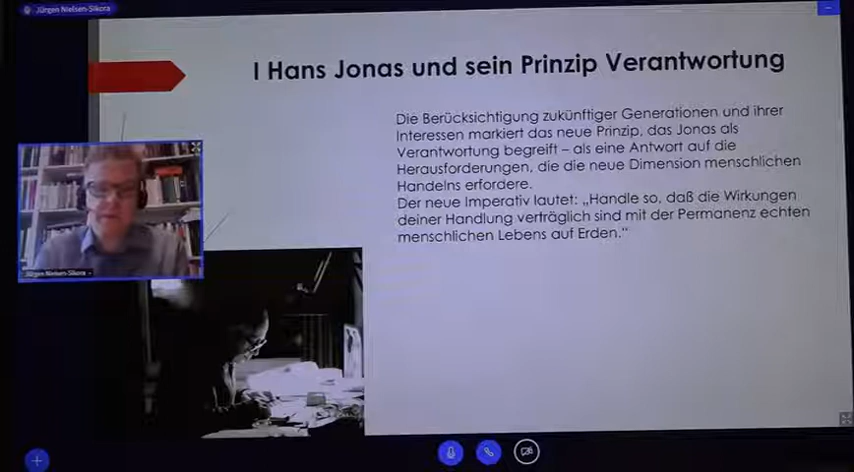 Jürgen Nielsen-Sikora
I Hans Jonas und sein Prinzip Verantwortung
Die Berücksichtigung zukünftiger Generationen und ihrer
Interessen markiert das neue Prinzip, das Jonas als
Verantwortung begreift – als eine Antwort auf die
Herausforderungen, die die neue Dimension menschlichen
Handelns erfordere.
Der neue Imperativ lautet: „Handle so, daß die Wirkungen
deiner Handlung verträglich sind mit der Permanenz echten
menschlichen Lebens auf Erden.“
Jürgen Nielsen-Sikora